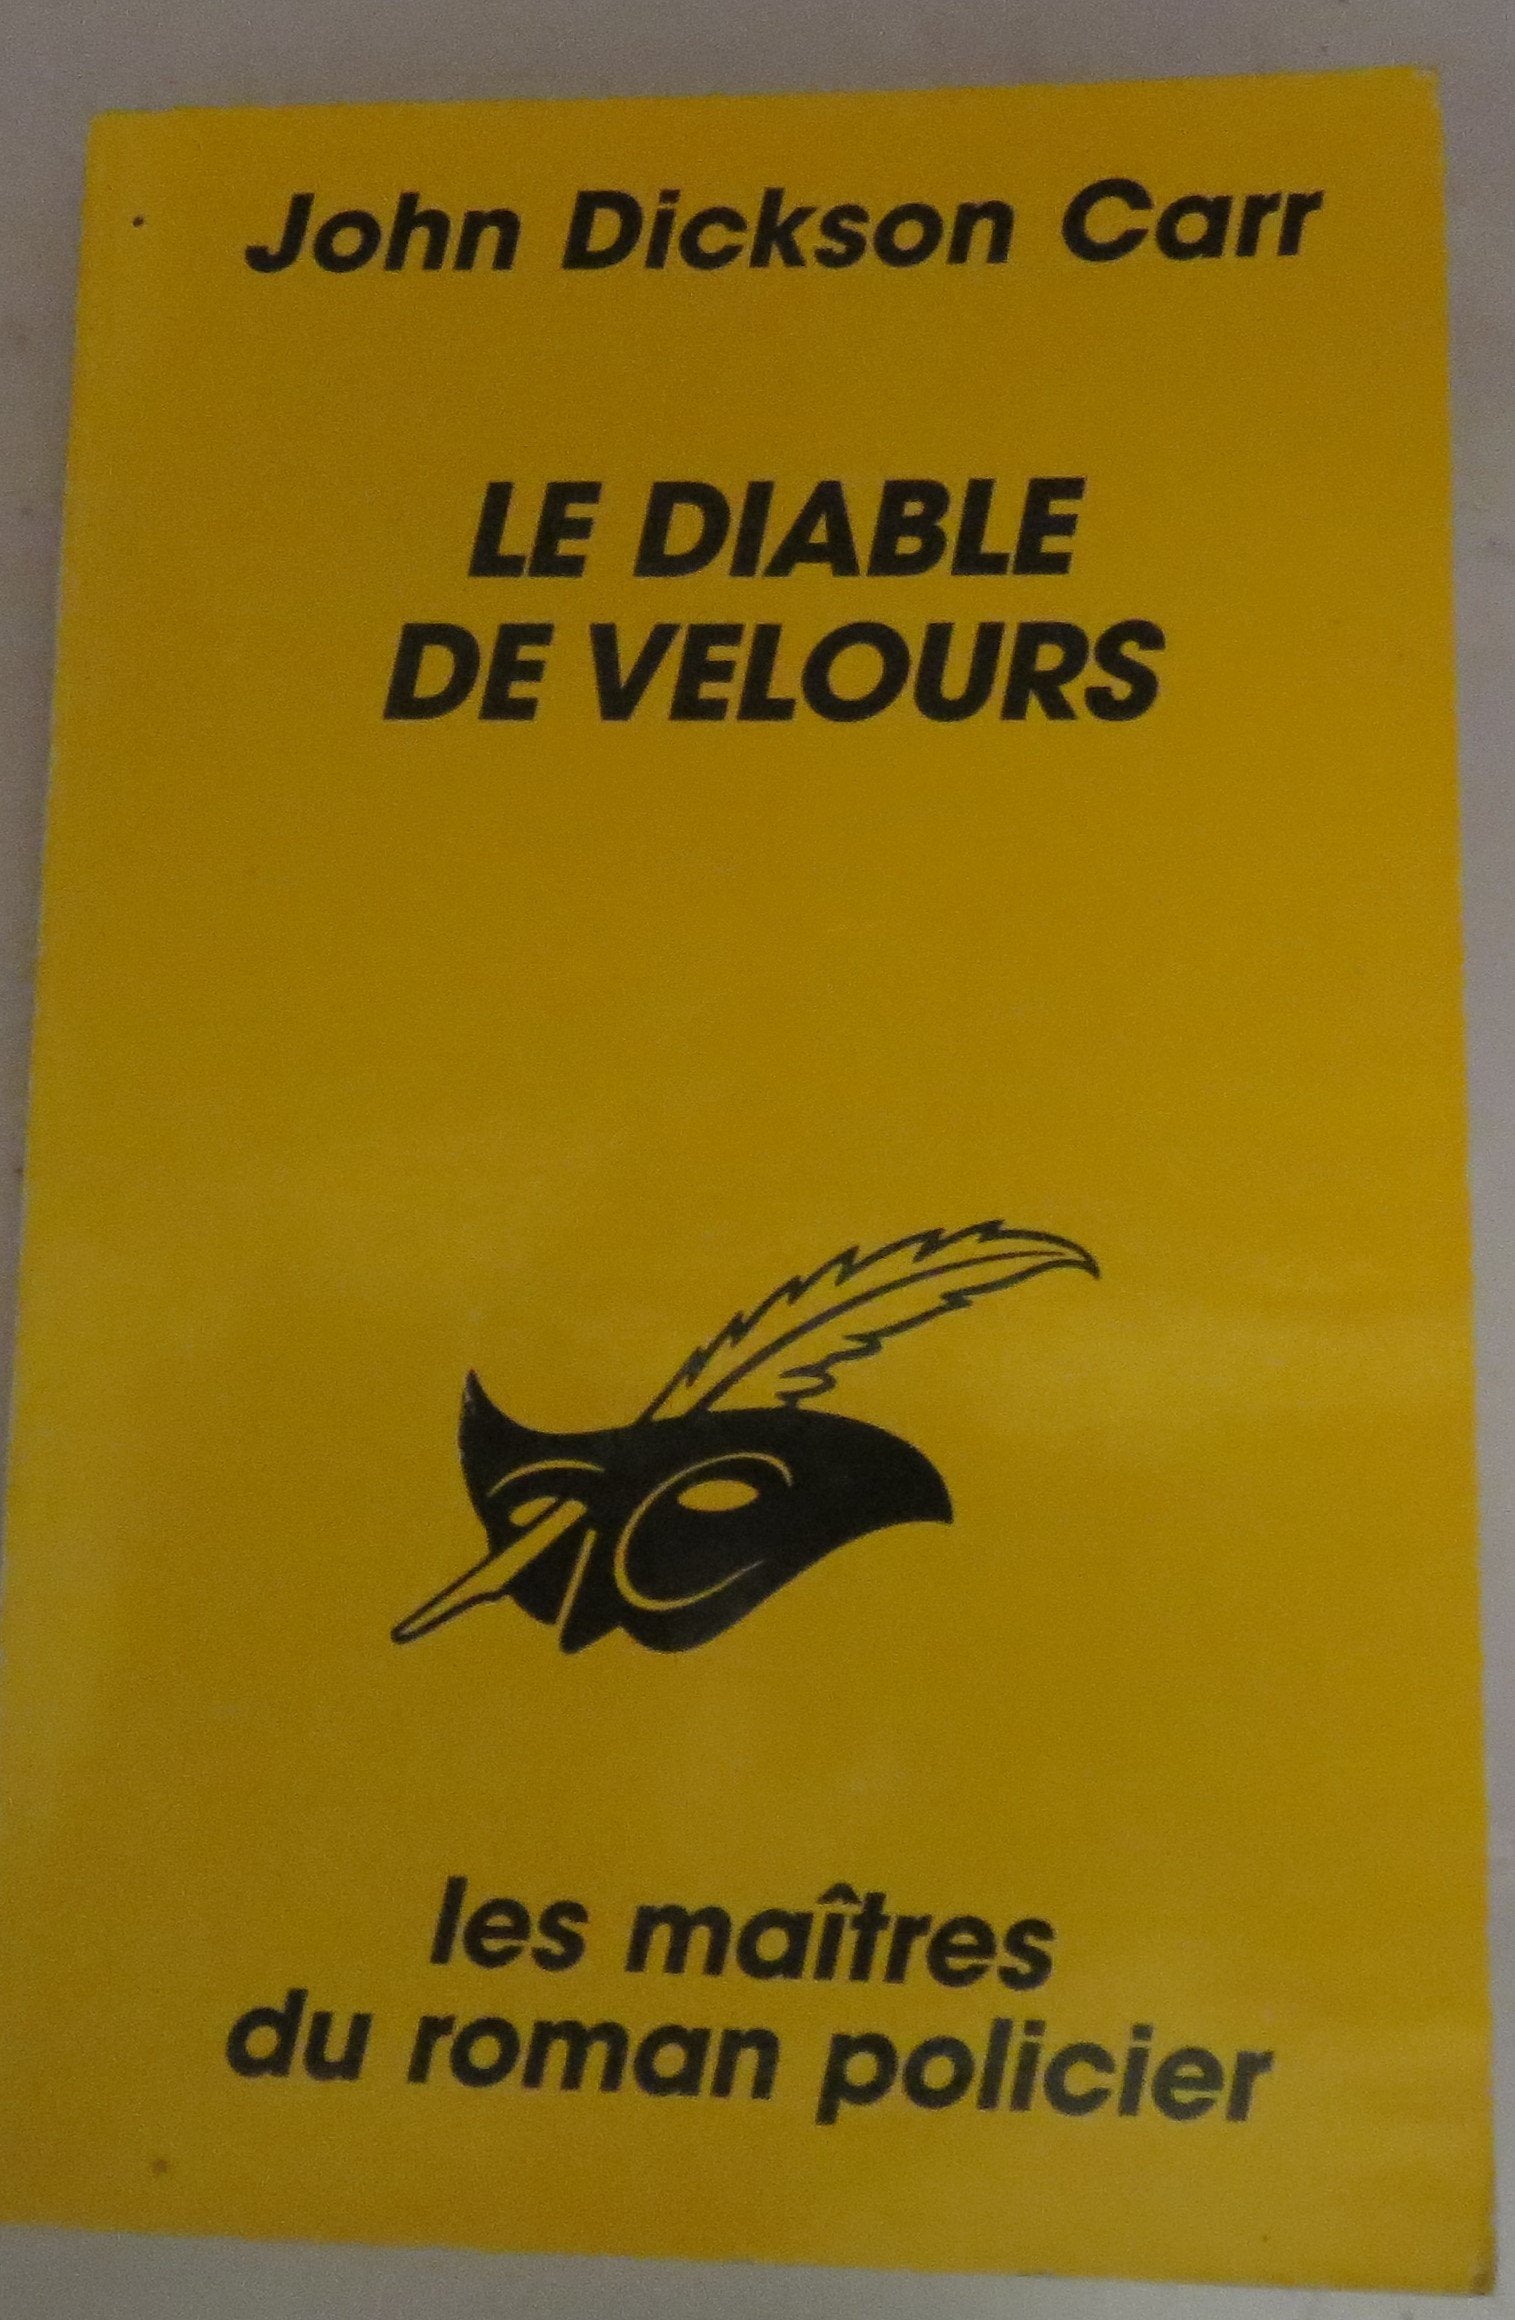 John Dickson Carr
LE DIABLE
DE VELOURS
les maîtres
du roman policier